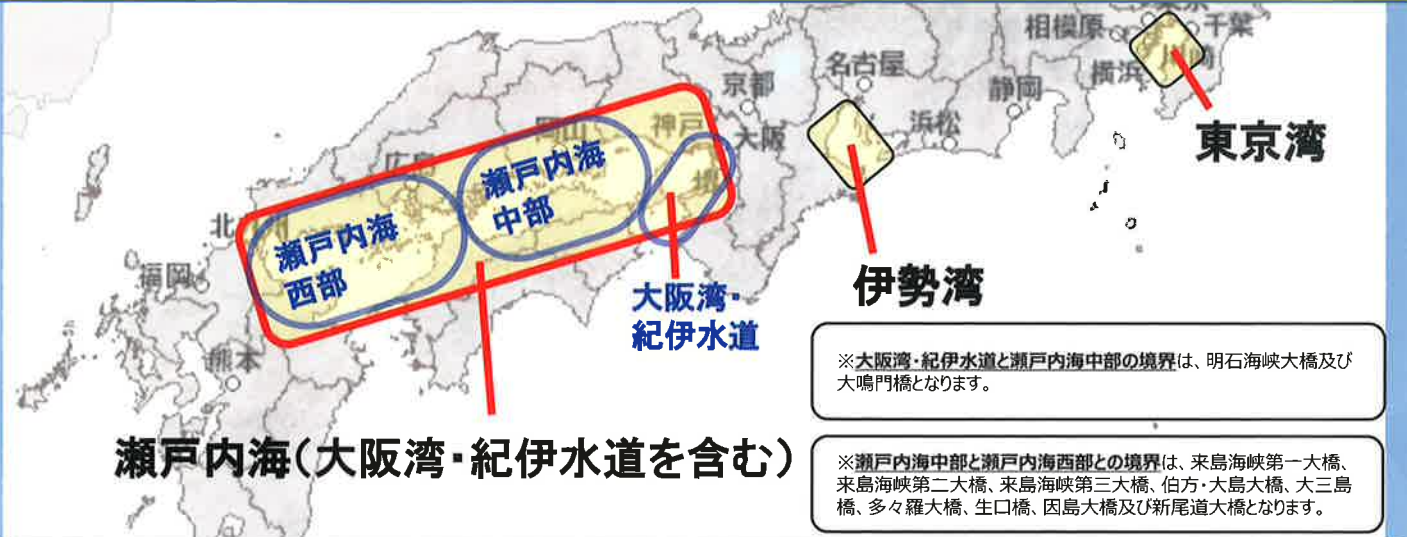 相模原
千葉
川崎
横浜
名古屋
静岡
浜松
京都
神戸
大阪
堺
岡山
広島
福岡
熊本
東京湾
伊勢湾
瀬戸内海
中部
瀬戸内海
西部
大阪湾・
紀伊水道
瀬戸内海(大阪湾・紀伊水道を含む)
※大阪湾・紀伊水道と瀬戸内海中部の境界は、明石海峡大橋及び
大鳴門橋となります。
※瀬戸内海中部と瀬戸内海西部との境界は、来島海峡第一大橋、
来島海峡第二大橋、来島海峡第三大橋、伯方・大島大橋、大三島
橋、多々羅大橋、生口橋、因島大橋及び新尾道大橋となります。